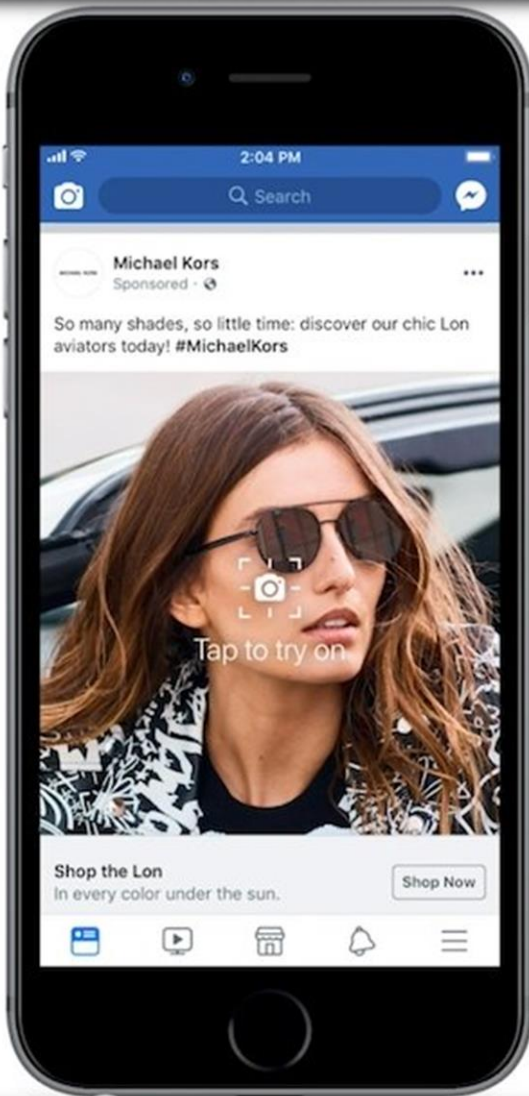 2:04 PM
Search
Michael Kors
Sponsored ·
So many shades, so little time: discover our chic Lon
aviators today! #MichaelKors
Tap to try on.
Shop the Lon
In every color under the sun.
Shop Now